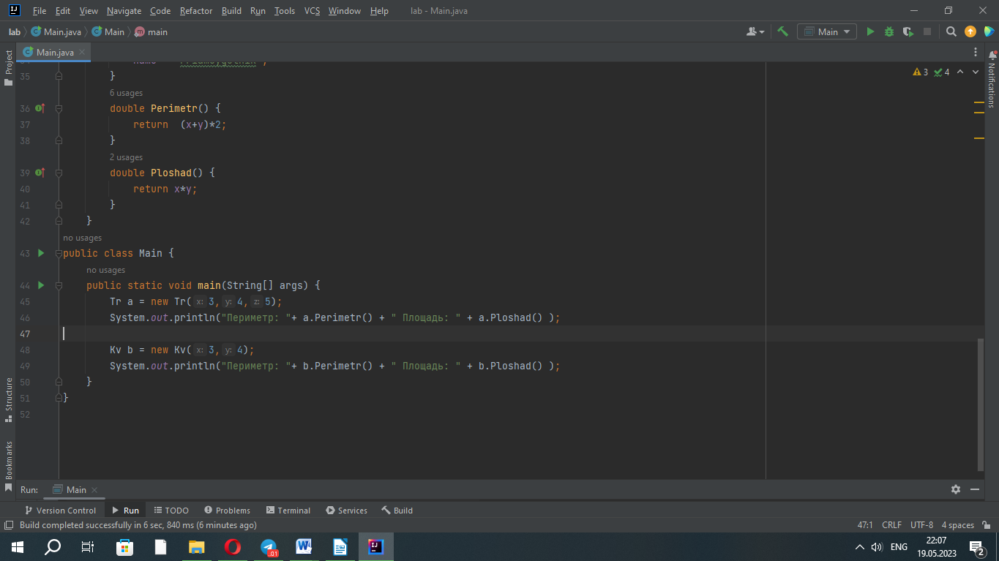 File Edit View Navigate Code Refactor Build Run Tools VCS Window Help lab - Main.java
lab Main.java Main main Main
Main.java
Project
Notifications
3 4
35 }
6 usages
36 double Perimetr() {
37 return (x+y)*2;
38 }
2 usages
39 double Ploshad() {
40 return x*y;
41 }
42 }
no usages
43 public class Main {
no usages
44 public static void main(String[] args) {
45 Tr a = new Tr( x: 3, y: 4, z: 5);
46 System.out.println("Периметр: "+ a.Perimetr() + " Площадь: " + a.Ploshad() );
47
48 Kv b = new Kv( x: 3, y: 4);
49 System.out.println("Периметр: "+ b.Perimetr() + " Площадь: " + b.Ploshad() );
50 }
51 }
52
Structure
Bookmarks
Run: Main
Version Control Run TODO Problems Terminal Services Build
Build completed successfully in 6 sec, 840 ms (6 minutes ago) 47:1 CRLF UTF-8 4 spaces
ENG 22:07
19.05.2023 2